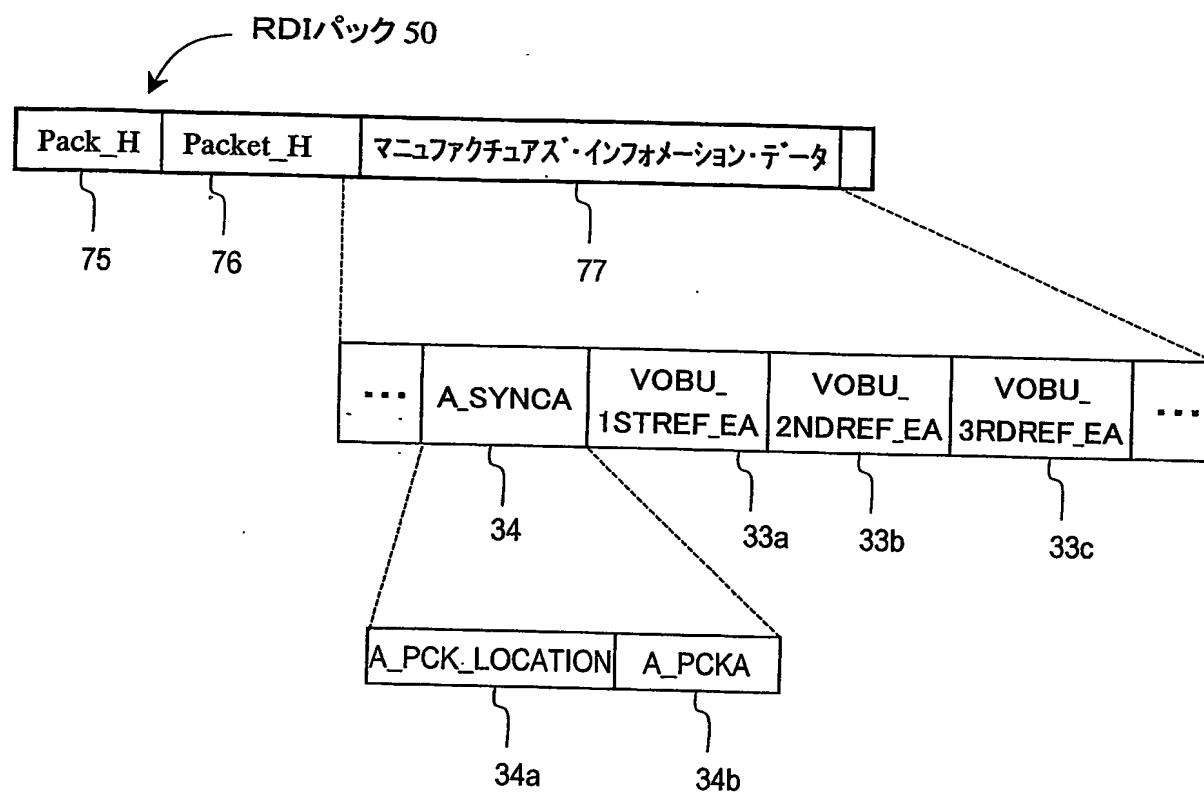 RDIパック 50
Pack_H
Packet_H
マニュファクチュアズ・インフォメーション・データ
75
76
77
...
A_SYNCA
VOBU_
1STREF_EA
VOBU_
2NDREF_EA
VOBU_
3RDREF_EA
...
34
33a
33b
33c
A_PCK_LOCATION
A_PCKA
34a
34b